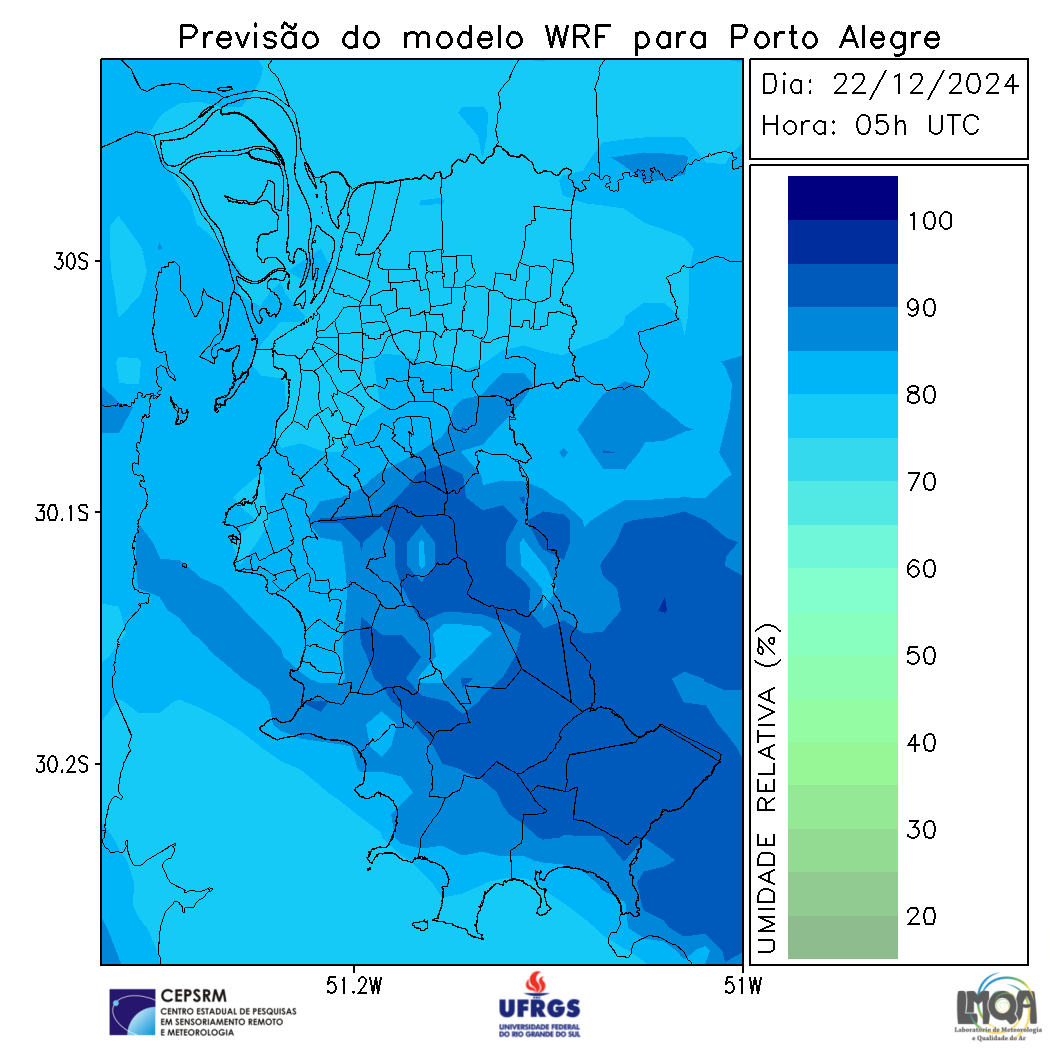 Previsão do modelo WRF para Porto Alegre
Dia: 22/12/2024
Hora: 05h UTC
100
90
80
70
60
50
40
30
20
UMIDADE RELATIVA (%)
30S
30.1S
30.2S
51.2W
51W
CEPSRM
CENTRO ESTADUAL DE PESQUISAS
EM SENSORIAMENTO REMOTO
E METEOROLOGIA
UFRGS
UNIVERSIDADE FEDERAL
DO RIO GRANDE DO SUL
LMQA
Laboratório de Meteorologia
e Qualidade do Ar